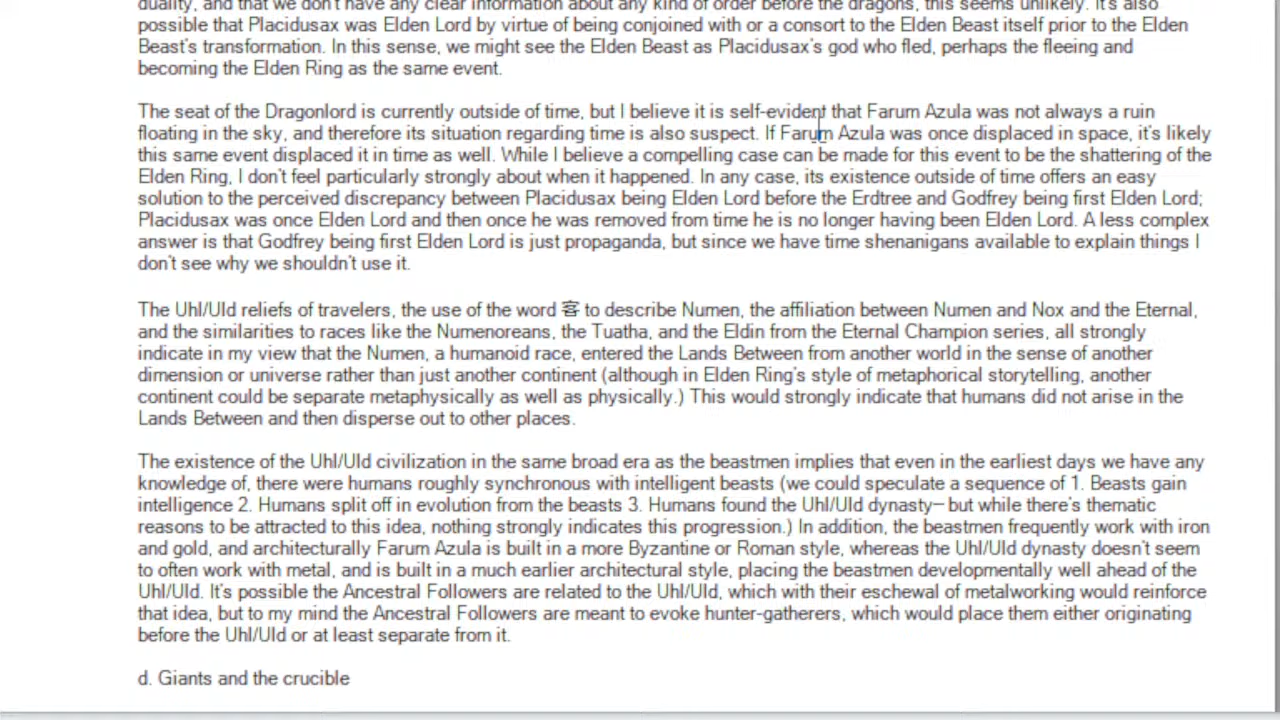 duality, and that we don't have any clear information about any kind of order before the dragons, this seems unlikely. It's also
possible that Placidusax was Elden Lord by virtue of being conjoined with or a consort to the Elden Beast itself prior to the Elden
Beast's transformation. In this sense, we might see the Elden Beast as Placidusax's god who fled, perhaps the fleeing and
becoming the Elden Ring as the same event.
The seat of the Dragonlord is currently outside of time, but I believe it is self-evident that Farum Azula was not always a ruin
floating in the sky, and therefore its situation regarding time is also suspect. If Farum Azula was once displaced in space, it's likely
this same event displaced it in time as well. While I believe a compelling case can be made for this event to be the shattering of the
Elden Ring, I don't feel particularly strongly about when it happened. In any case, its existence outside of time offers an easy
solution to the perceived discrepancy between Placidusax being Elden Lord before the Erdtree and Godfrey being first Elden Lord;
Placidusax was once Elden Lord and then once he was removed from time he is no longer having been Elden Lord. A less complex
answer is that Godfrey being first Elden Lord is just propaganda, but since we have time shenanigans available to explain things I
don't see why we shouldn't use it.
The Uhl/Uld reliefs of travelers, the use of the word 客 to describe Numen, the affiliation between Numen and Nox and the Eternal,
and the similarities to races like the Numenoreans, the Tuatha, and the Eldin from the Eternal Champion series, all strongly
indicate in my view that the Numen, a humanoid race, entered the Lands Between from another world in the sense of another
dimension or universe rather than just another continent (although in Elden Ring's style of metaphorical storytelling, another
continent could be separate metaphysically as well as physically.) This would strongly indicate that humans did not arise in the
Lands Between and then disperse out to other places.
The existence of the Uhl/Uld civilization in the same broad era as the beastmen implies that even in the earliest days we have any
knowledge of, there were humans roughly synchronous with intelligent beasts (we could speculate a sequence of 1. Beasts gain
intelligence 2. Humans split off in evolution from the beasts 3. Humans found the Uhl/Uld dynasty— but while there's thematic
reasons to be attracted to this idea, nothing strongly indicates this progression.) In addition, the beastmen frequently work with iron
and gold, and architecturally Farum Azula is built in a more Byzantine or Roman style, whereas the Uhl/Uld dynasty doesn't seem
to often work with metal, and is built in a much earlier architectural style, placing the beastmen developmentally well ahead of the
Uhl/Uld. It's possible the Ancestral Followers are related to the Uhl/Uld, which with their eschewal of metalworking would reinforce
that idea, but to my mind the Ancestral Followers are meant to evoke hunter-gatherers, which would place them either originating
before the Uhl/Uld or at least separate from it.
d. Giants and the crucible